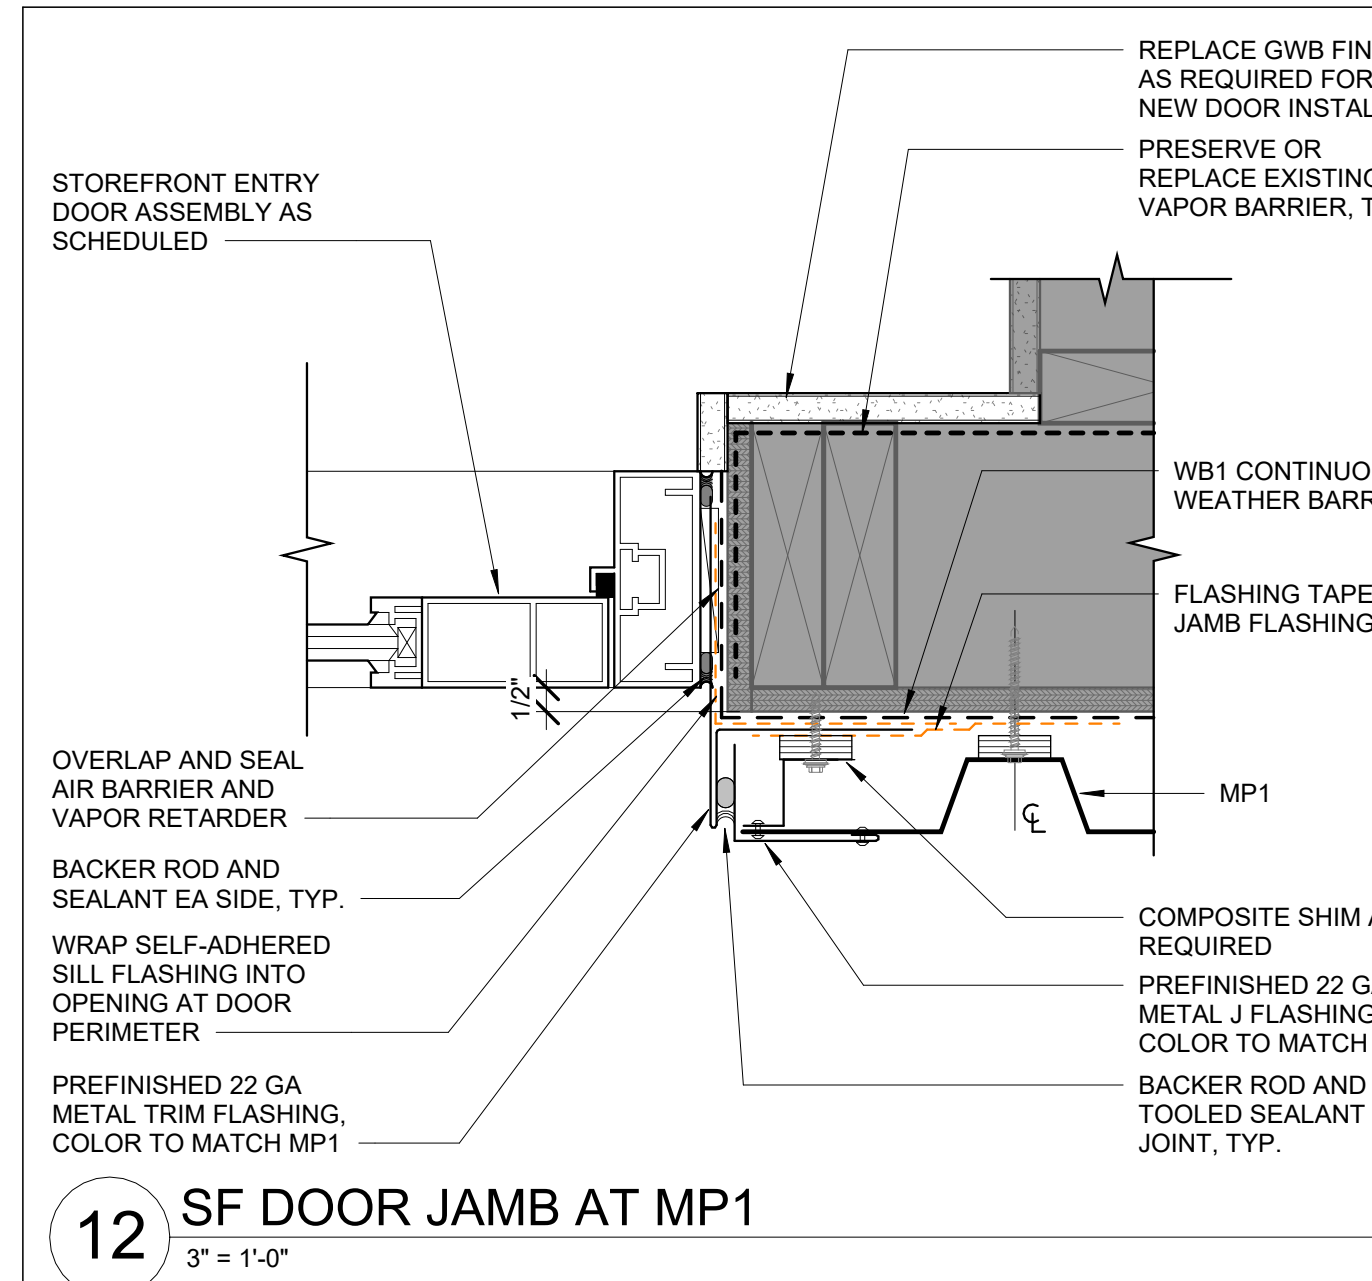 REPLACE GWB FIN
AS REQUIRED FOR
NEW DOOR INSTAL
PRESERVE OR
REPLACE EXISTING
VAPOR BARRIER, T
STOREFRONT ENTRY
DOOR ASSEMBLY AS
SCHEDULED
WB1 CONTINUO
WEATHER BARR
FLASHING TAPE
JAMB FLASHING
1/2"
OVERLAP AND SEAL
AIR BARRIER AND
VAPOR RETARDER
MP1
CL
BACKER ROD AND
SEALANT EA SIDE, TYP.
WRAP SELF-ADHERED
SILL FLASHING INTO
OPENING AT DOOR
PERIMETER
PREFINISHED 22 GA
METAL TRIM FLASHING,
COLOR TO MATCH MP1
COMPOSITE SHIM A
REQUIRED
PREFINISHED 22 GA
METAL J FLASHING
COLOR TO MATCH
BACKER ROD AND
TOOLED SEALANT
JOINT, TYP.
12
SF DOOR JAMB AT MP1
3" = 1'-0"